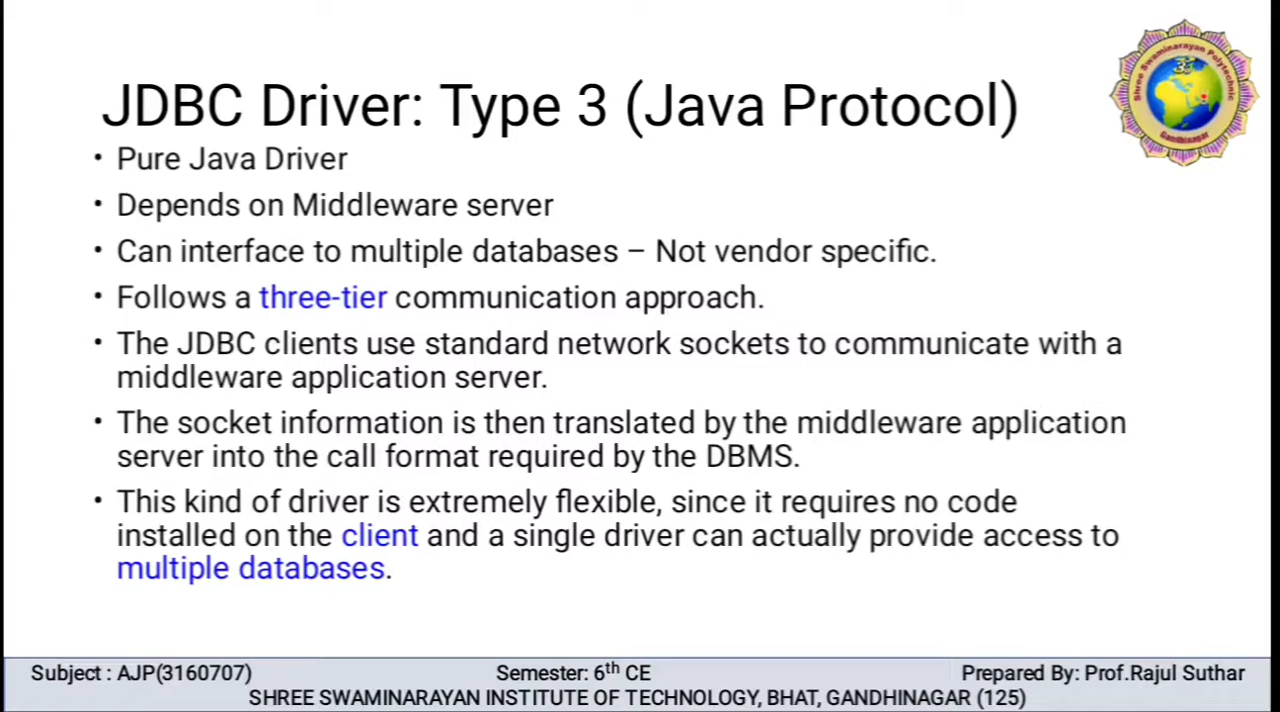 JDBC Driver: Type 3 (Java Protocol)
Shree Swaminarayan Polytechnic
ॐ
Gandhinagar
• Pure Java Driver
• Depends on Middleware server
• Can interface to multiple databases – Not vendor specific.
• Follows a three-tier communication approach.
• The JDBC clients use standard network sockets to communicate with a
middleware application server.
• The socket information is then translated by the middleware application
server into the call format required by the DBMS.
• This kind of driver is extremely flexible, since it requires no code
installed on the client and a single driver can actually provide access to
multiple databases.
Subject : AJP(3160707) Semester: 6th CE Prepared By: Prof.Rajul Suthar
SHREE SWAMINARAYAN INSTITUTE OF TECHNOLOGY, BHAT, GANDHINAGAR (125)